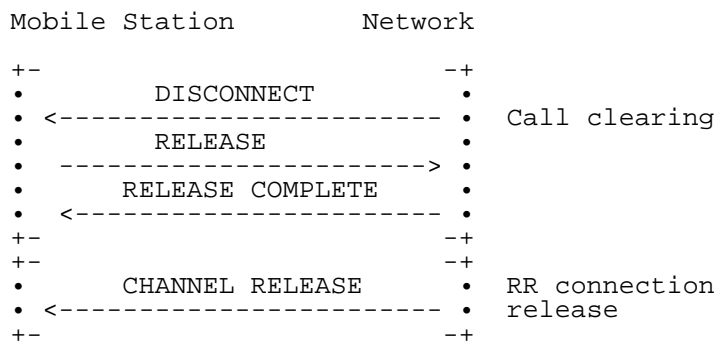 Mobile Station Network
DISCONNECT
Call clearing
RELEASE
RELEASE COMPLETE
CHANNEL RELEASE
RR connection
release